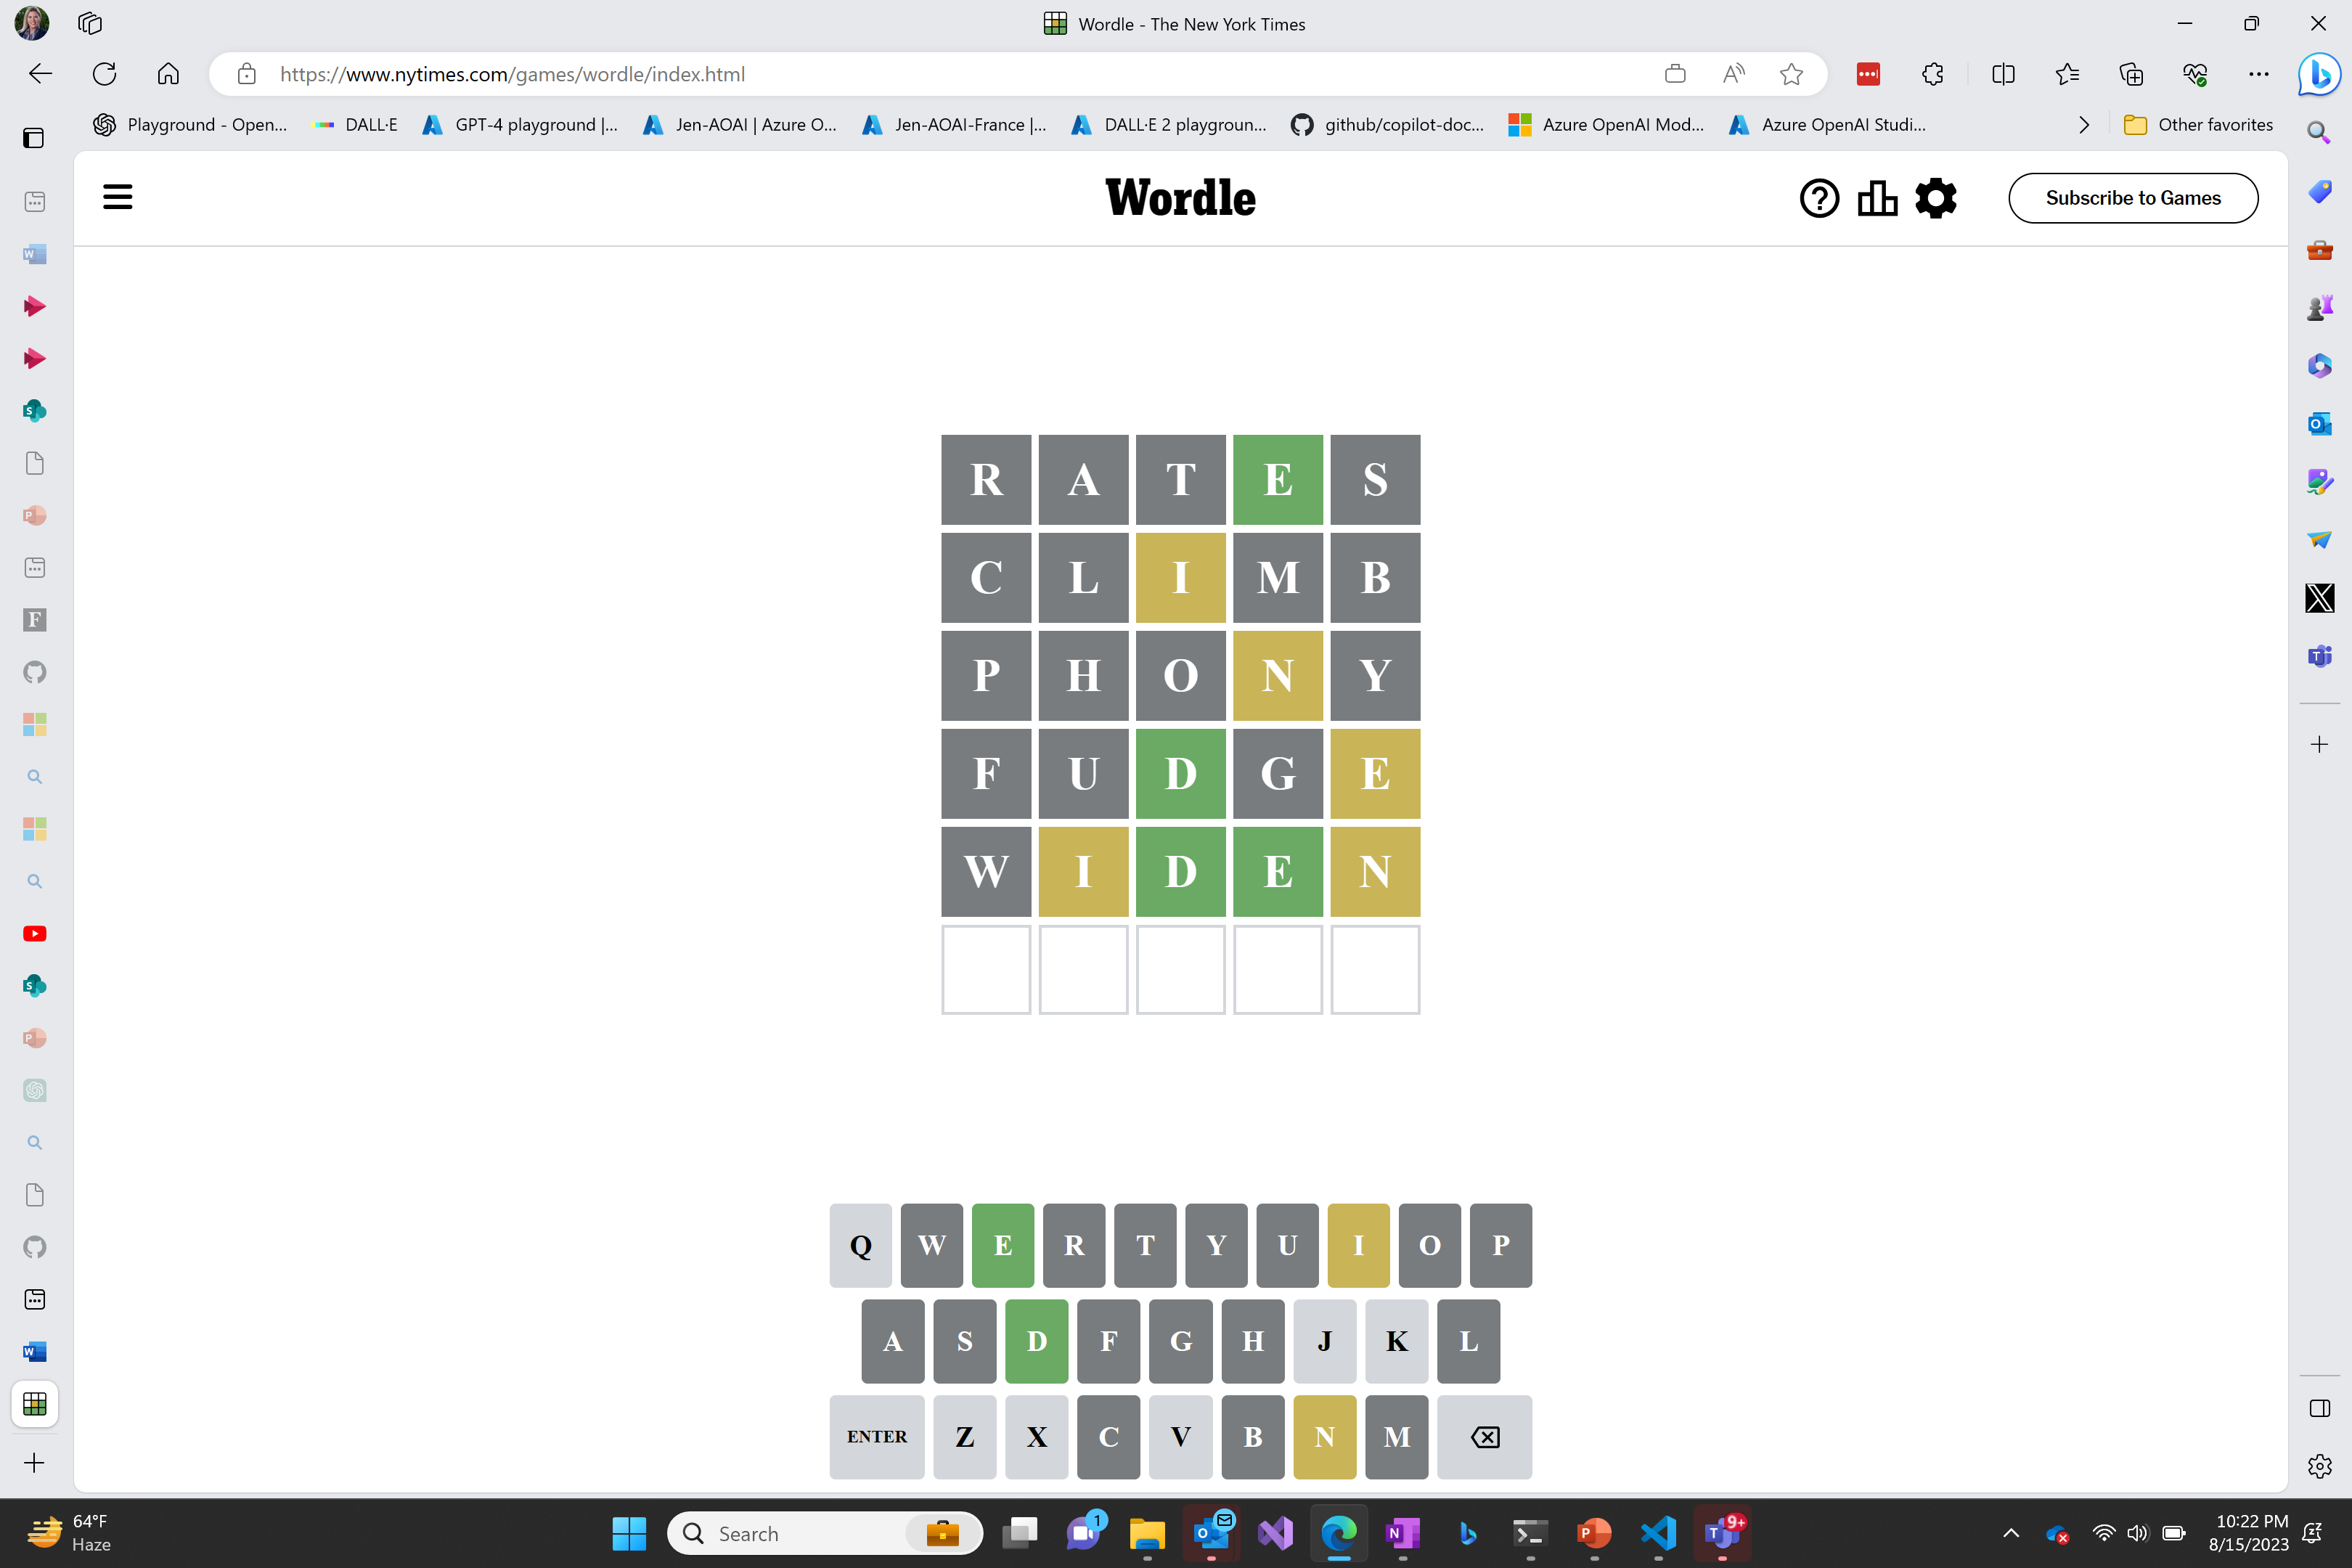 Wordle - The New York Times
https://www.nytimes.com/games/wordle/index.html
Playground - Open... DALL·E GPT-4 playground |... Jen-AOAI | Azure O... Jen-AOAI-France |... DALL·E 2 playgroun... github/copilot-doc... Azure OpenAI Mod... Azure OpenAI Studi... Other favorites
Wordle
Subscribe to Games
R A T E S
C L I M B
P H O N Y
F U D G E
W I D E N
Q W E R T Y U I O P
A S D F G H J K L
ENTER Z X C V B N M
64°F
Haze
Search
1
9+
10:22 PM
8/15/2023